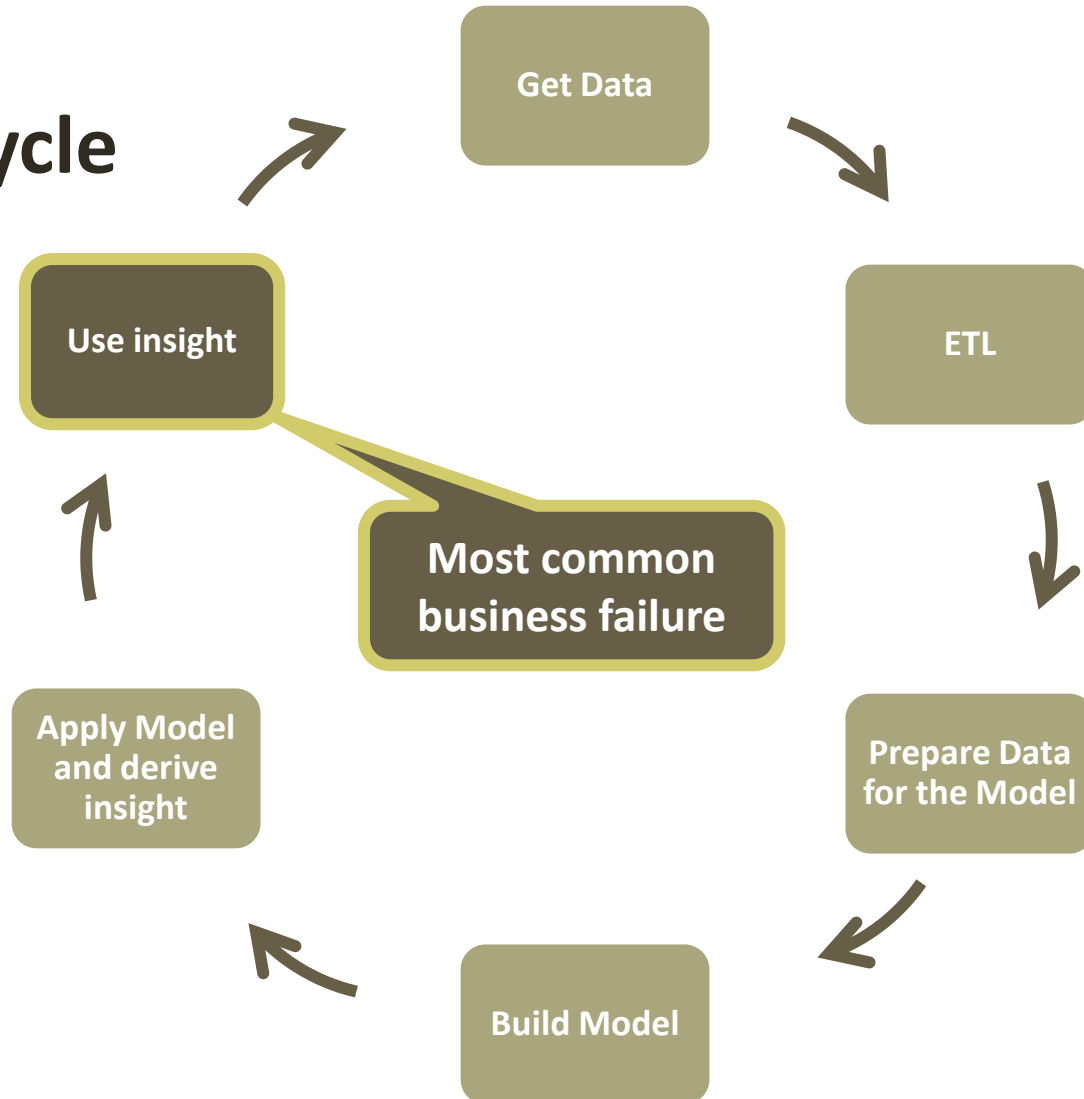 ycle
Get Data
Use insight
ETL
Most common
business failure
Apply Model
and derive
insight
Prepare Data
for the Model
Build Model